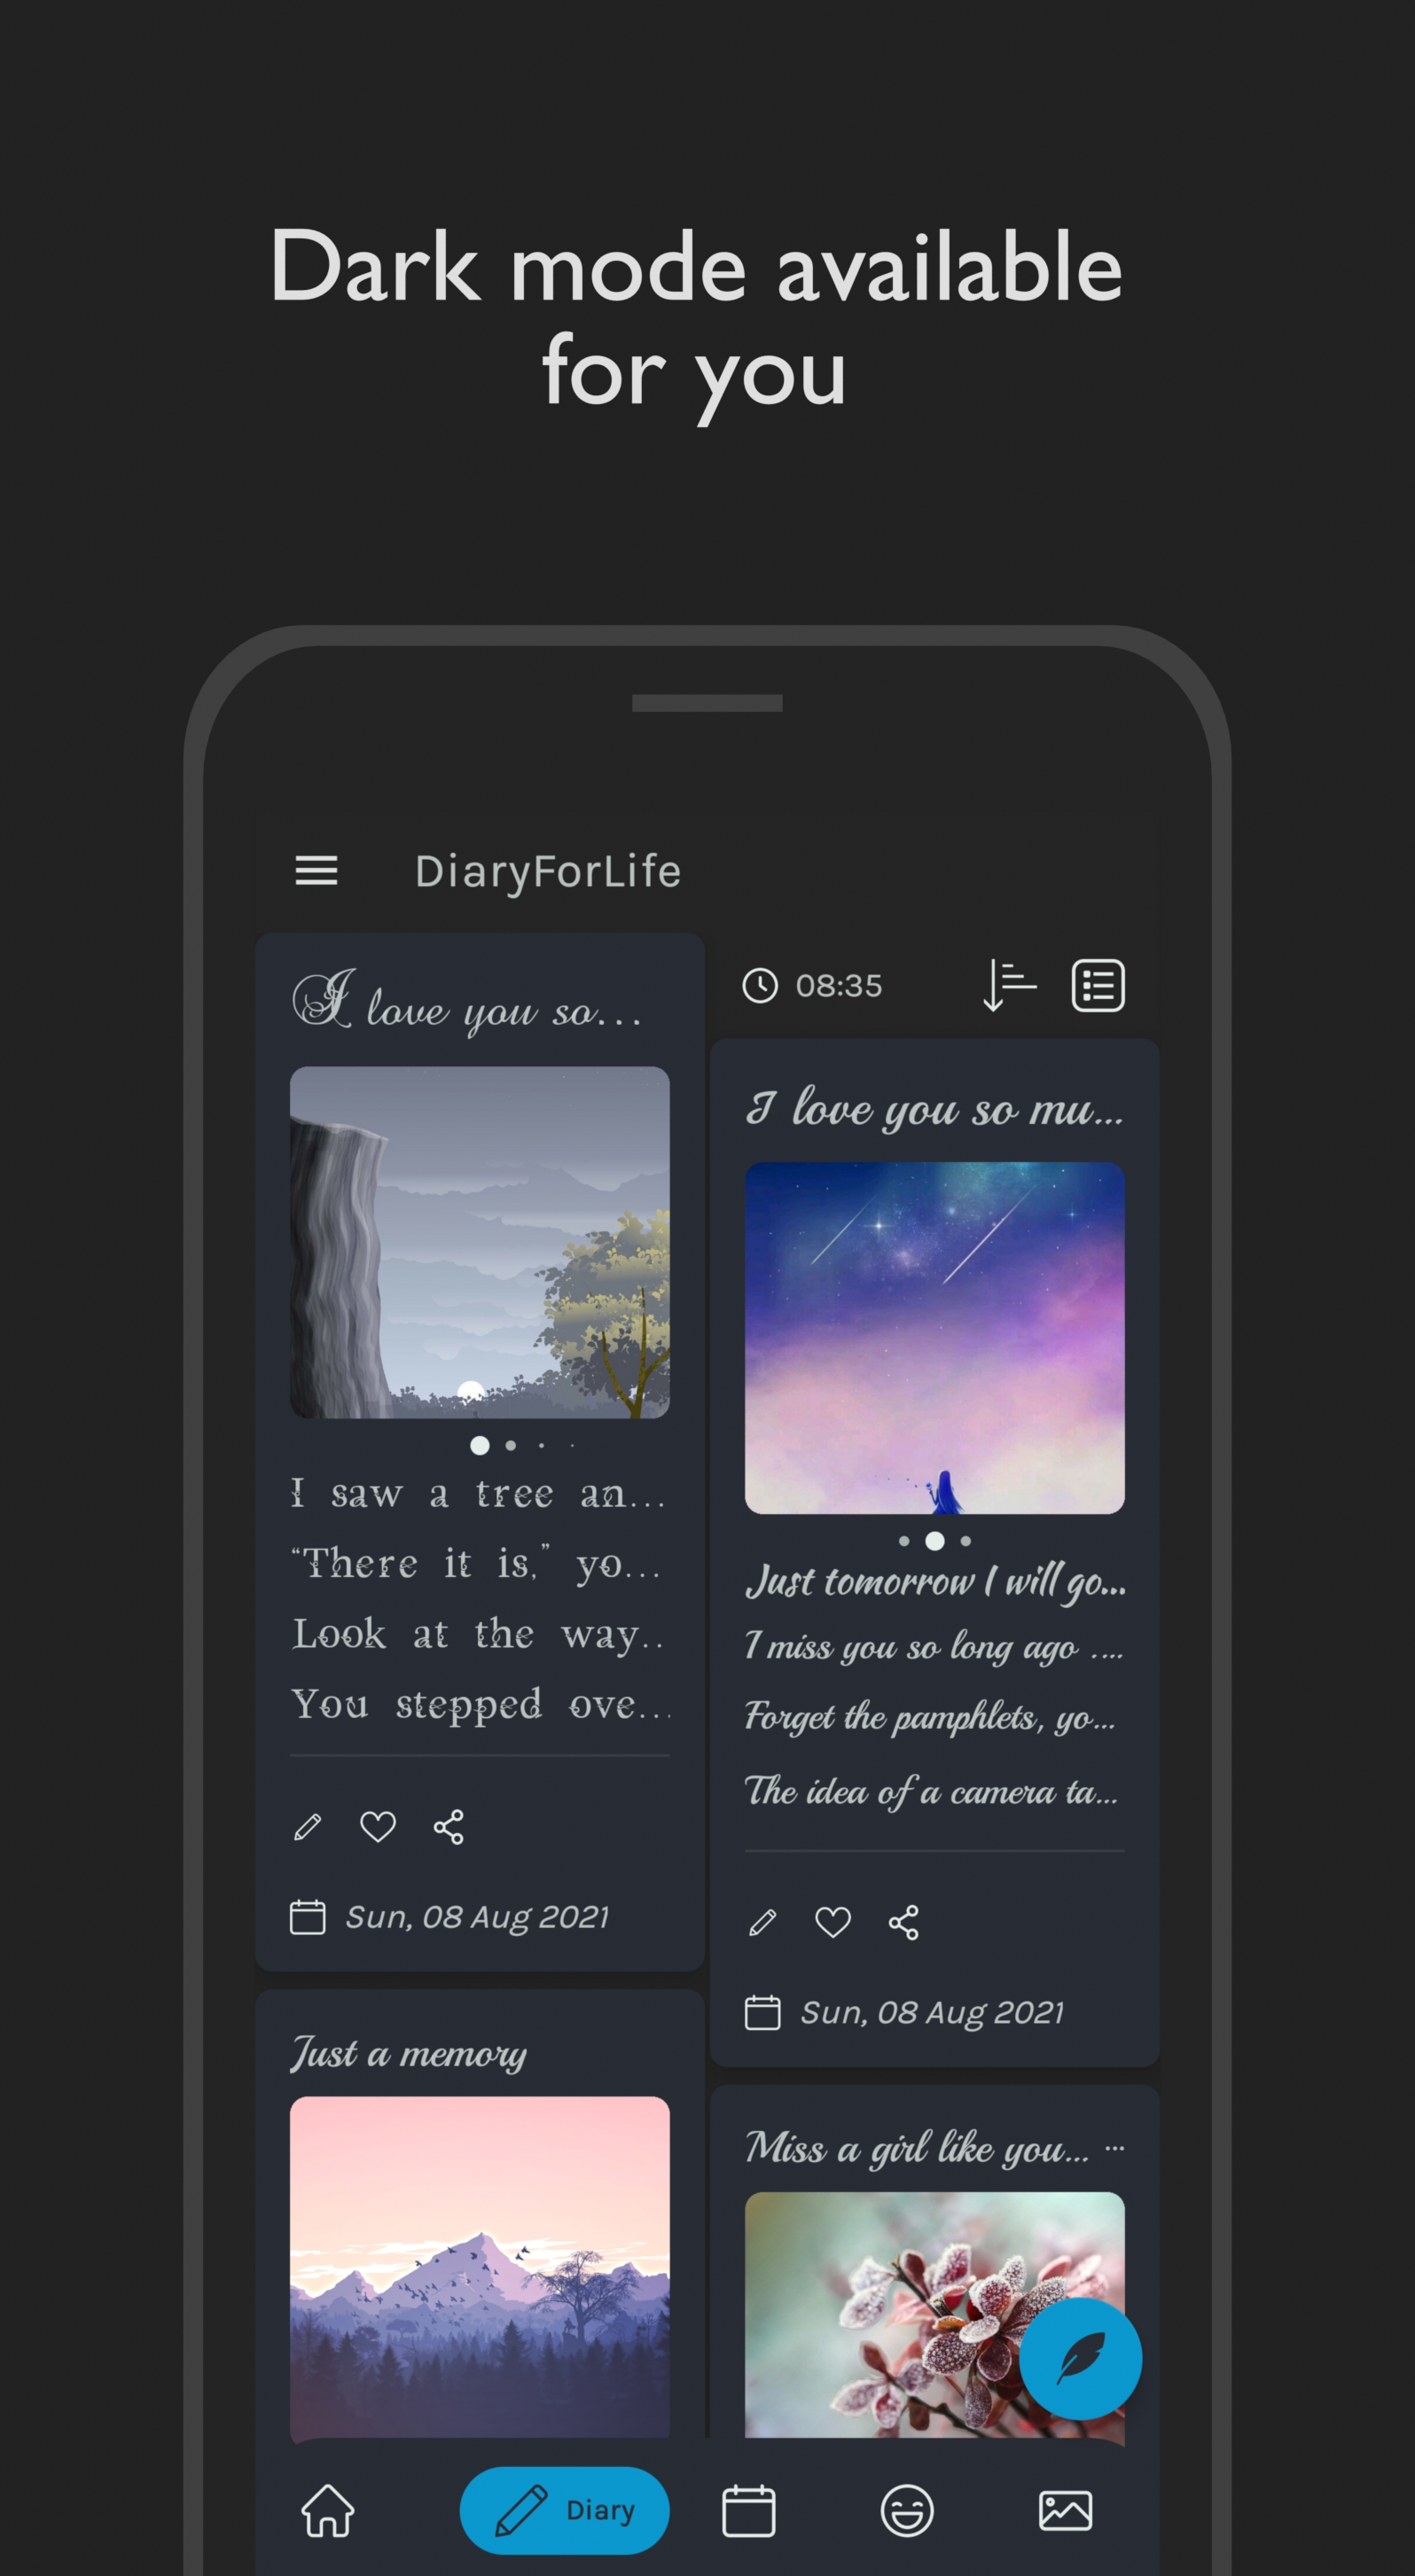 Dark mode available
for you
DiaryForLife
I love you so...
I saw a tree an...
“There it is,” yo...
Look at the way..
You stepped ove...
Sun, 08 Aug 2021
Just a memory
08:35
I love you so mu...
Just tomorrow I will go...
I miss you so long ago ....
Forget the pamphlets, yo...
The idea of a camera ta...
Sun, 08 Aug 2021
Miss a girl like you... ...
Diary